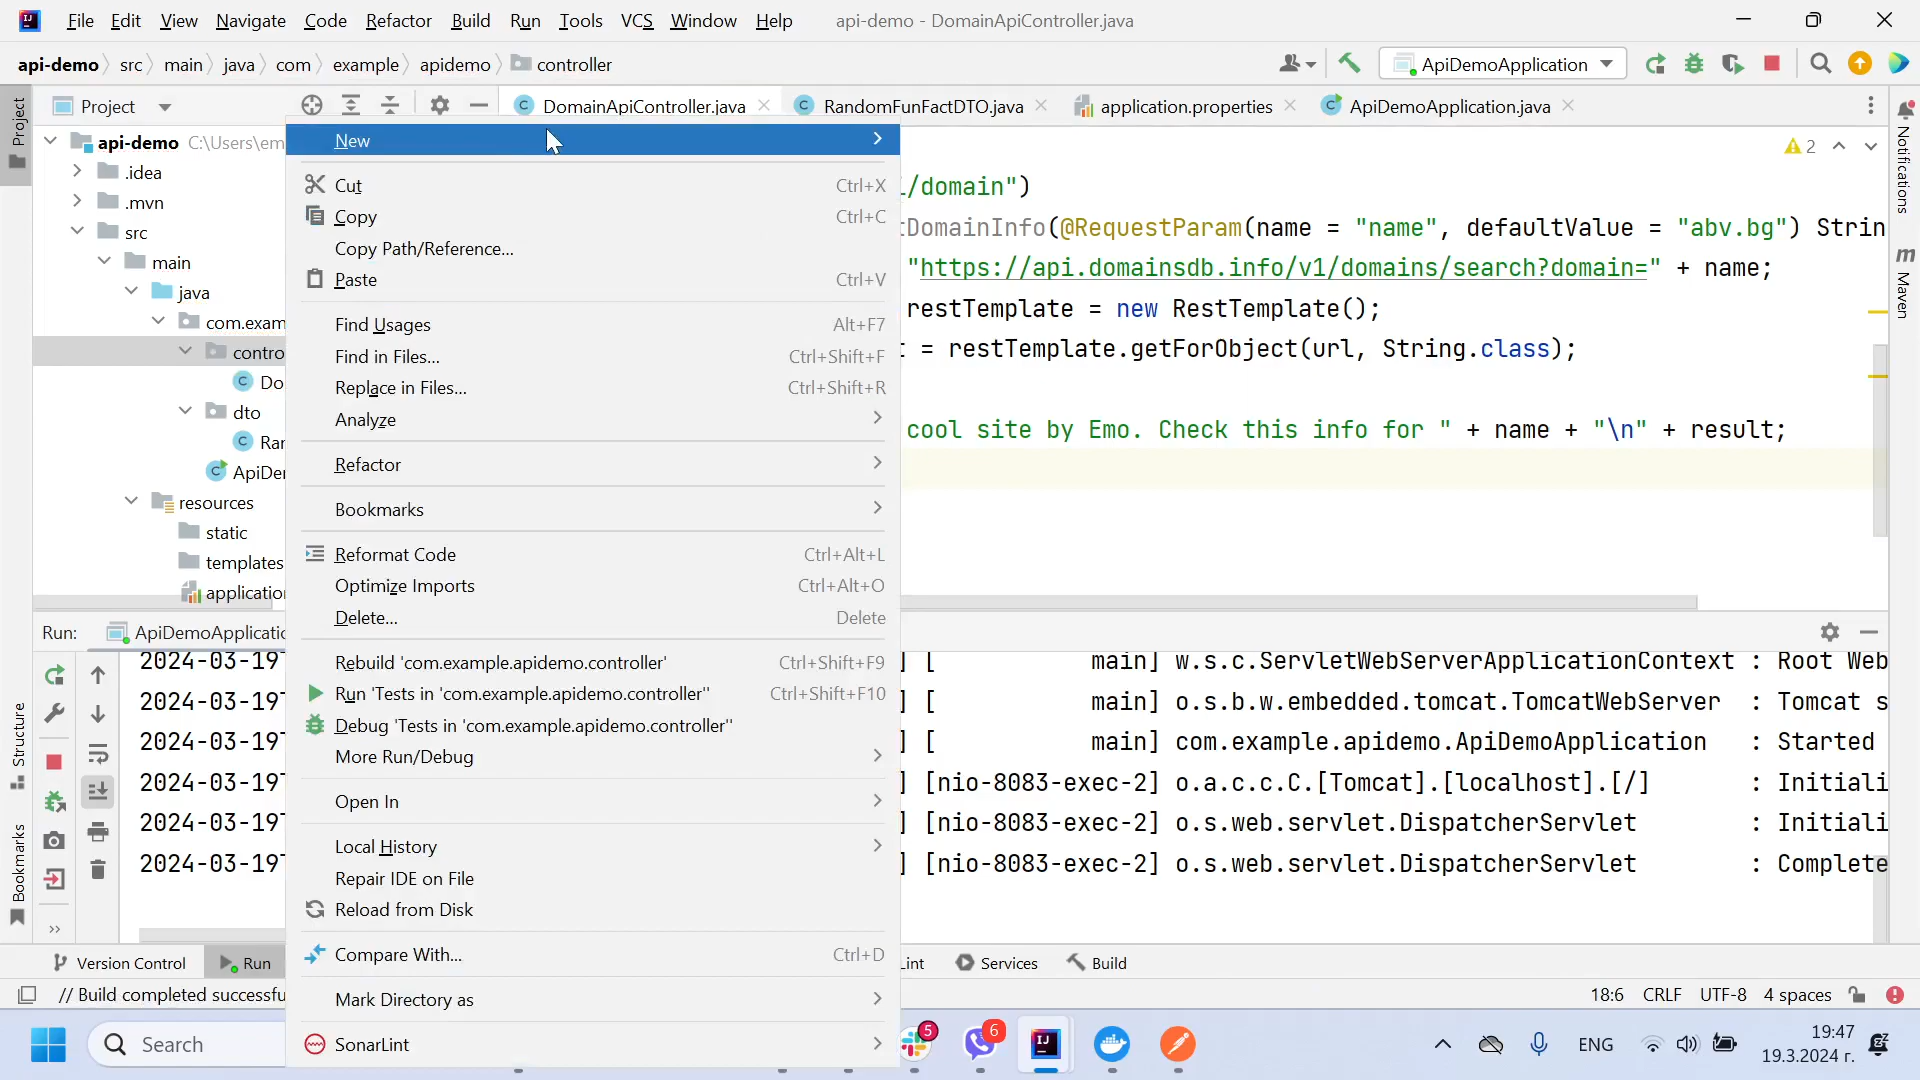 File Edit View Navigate Code Refactor Build Run Tools VCS Window Help api-demo - DomainApiController.java
api-demo src main java com example apidemo controller ApiDemoApplication
Project DomainApiController.java RandomFunFactDTO.java application.properties ApiDemoApplication.java
Project
api-demo C:\Users\em
.idea
.mvn
src
main
java
com.exam
contro
Do
dto
Rar
ApiDer
resources
static
templates
application
New
Cut Ctrl+X
Copy Ctrl+C
Copy Path/Reference...
Paste Ctrl+V
Find Usages Alt+F7
Find in Files... Ctrl+Shift+F
Replace in Files... Ctrl+Shift+R
Analyze
Refactor
Bookmarks
Reformat Code Ctrl+Alt+L
Optimize Imports Ctrl+Alt+O
Delete... Delete
Rebuild 'com.example.apidemo.controller' Ctrl+Shift+F9
Run 'Tests in 'com.example.apidemo.controller'' Ctrl+Shift+F10
Debug 'Tests in 'com.example.apidemo.controller''
More Run/Debug
Open In
Local History
Repair IDE on File
Reload from Disk
Compare With... Ctrl+D
Mark Directory as
SonarLint
2
/domain")
DomainInfo(@RequestParam(name = "name", defaultValue = "abv.bg") Strin
"https://api.domainsdb.info/v1/domains/search?domain=" + name;
restTemplate = new RestTemplate();
= restTemplate.getForObject(url, String.class);
cool site by Emo. Check this info for " + name + "\n" + result;
Notifications
Maven
Run: ApiDemoApplicatio
2024-03-19T ] [ main] w.s.c.ServletWebServerApplicationContext : Root Web
2024-03-19T ] [ main] o.s.b.w.embedded.tomcat.TomcatWebServer : Tomcat s
2024-03-19T ] [ main] com.example.apidemo.ApiDemoApplication : Started
2024-03-19T ] [nio-8083-exec-2] o.a.c.c.C.[Tomcat].[localhost].[/] : Initiali
2024-03-19T ] [nio-8083-exec-2] o.s.web.servlet.DispatcherServlet : Initiali
2024-03-19T ] [nio-8083-exec-2] o.s.web.servlet.DispatcherServlet : Complete
Structure
Bookmarks
Version Control Run Lint Services Build
// Build completed successfu 18:6 CRLF UTF-8 4 spaces
Search 5 6 ENG 19:47
19.3.2024 г.